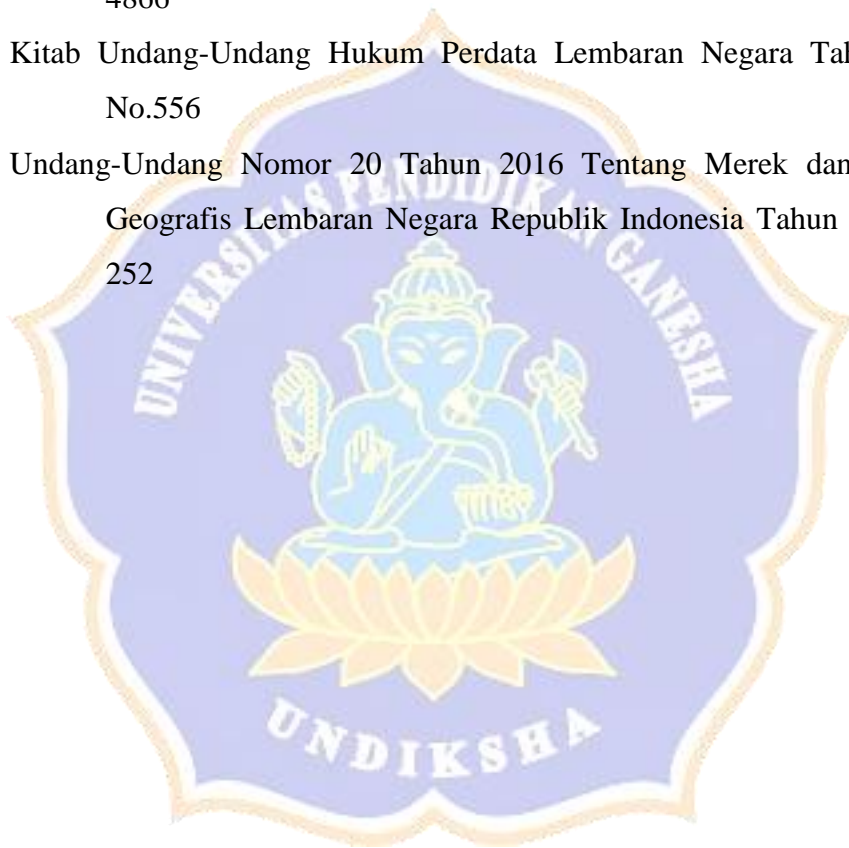 4866
Kitab Undang-Undang Hukum Perdata Lembaran Negara
No.556
Undang-Undang Nomor 20 Tahun 2016 Tentang Merek dan
Geografis Lembaran Negara Republik Indonesia Tahun
252
UNIVERSITAS PENDIDIKAN GANESHA
UNDIKSHA